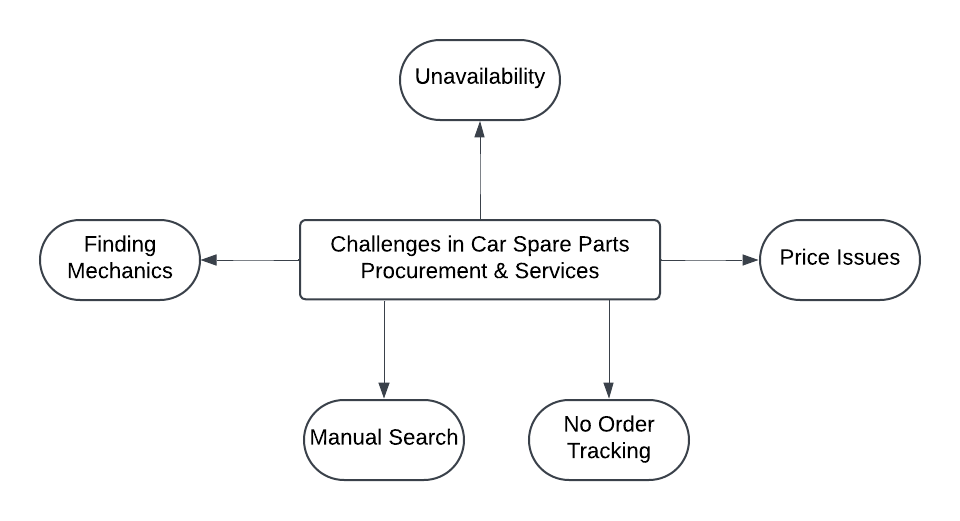 Unavailability
Finding
Mechanics
Challenges in Car Spare Parts
Procurement & Services
Price Issues
Manual Search
No Order
Tracking